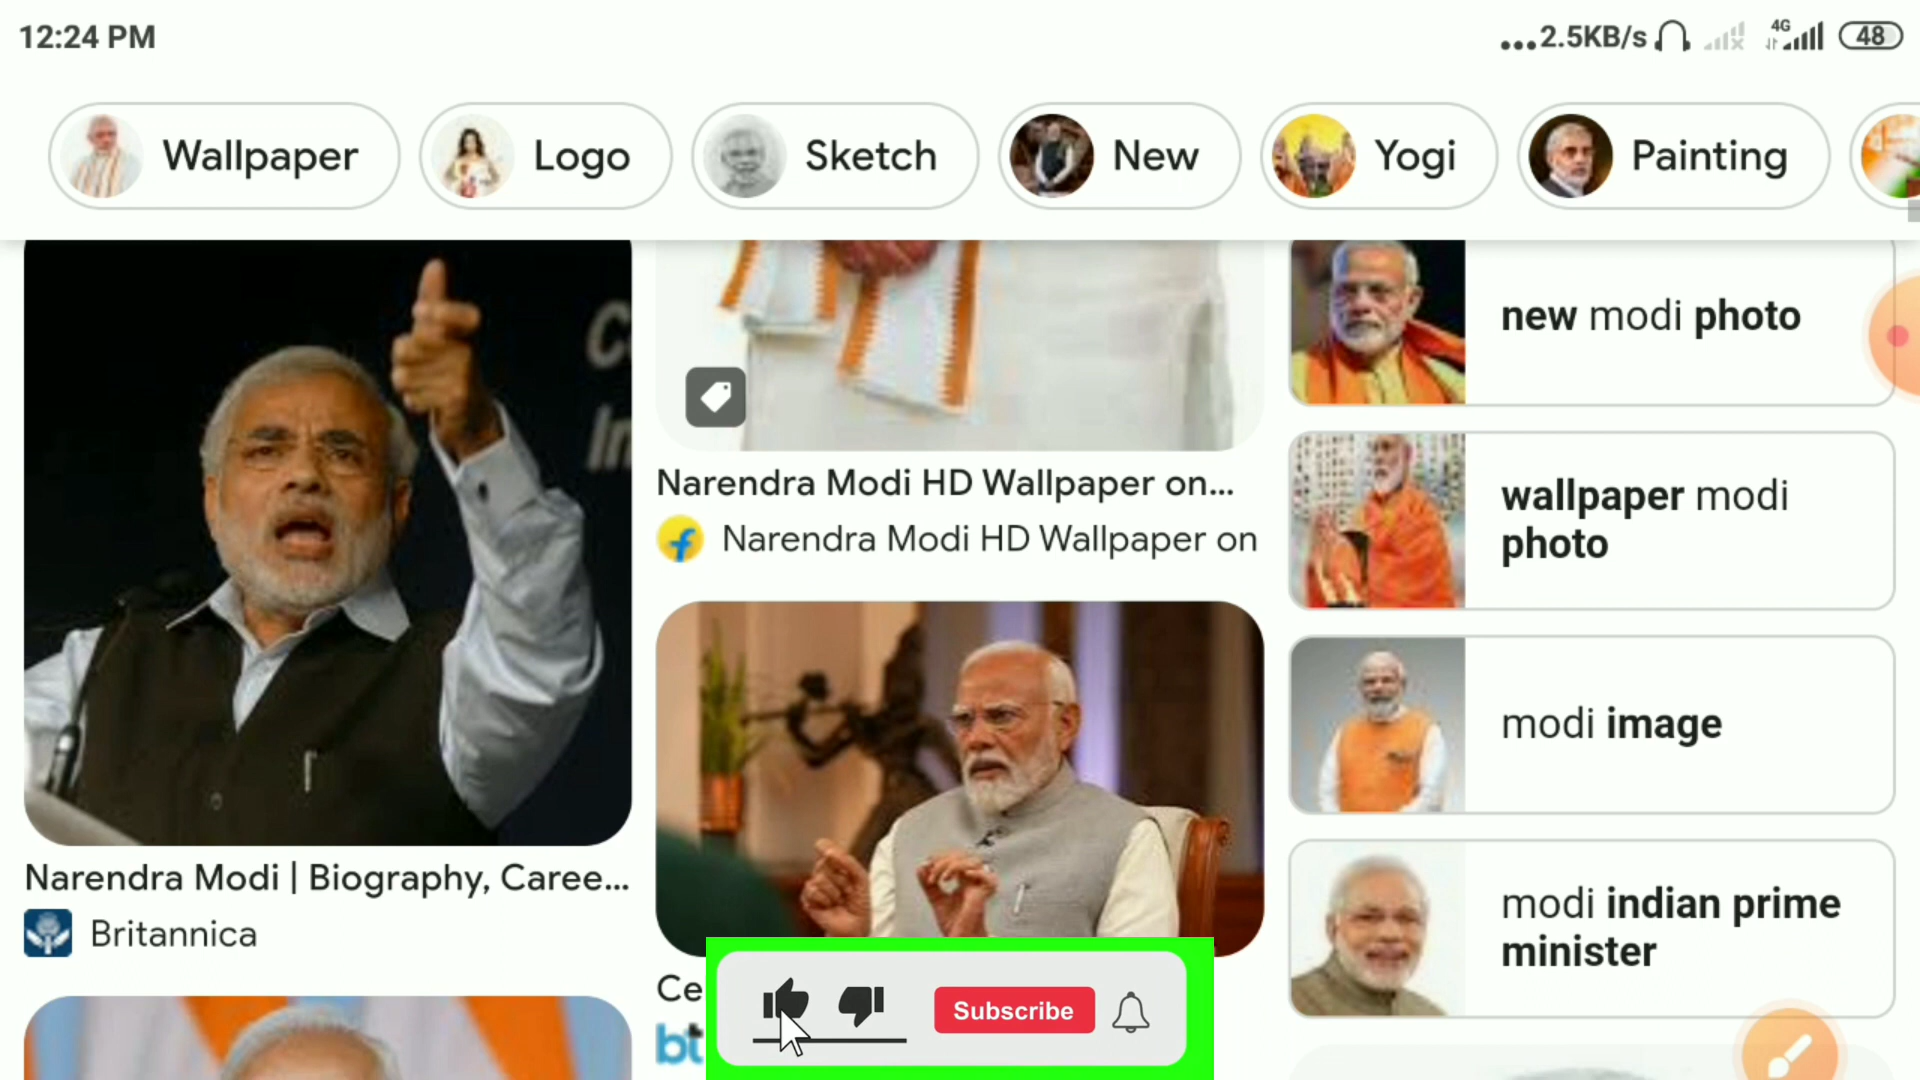 12:24 PM
...2.5KB/s 4G 48
Wallpaper
Logo
Sketch
New
Yogi
Painting
Narendra Modi | Biography, Caree...
Britannica
Narendra Modi HD Wallpaper on...
Narendra Modi HD Wallpaper on
Ce
bt
new modi photo
wallpaper modi
photo
modi image
modi indian prime
minister
Subscribe